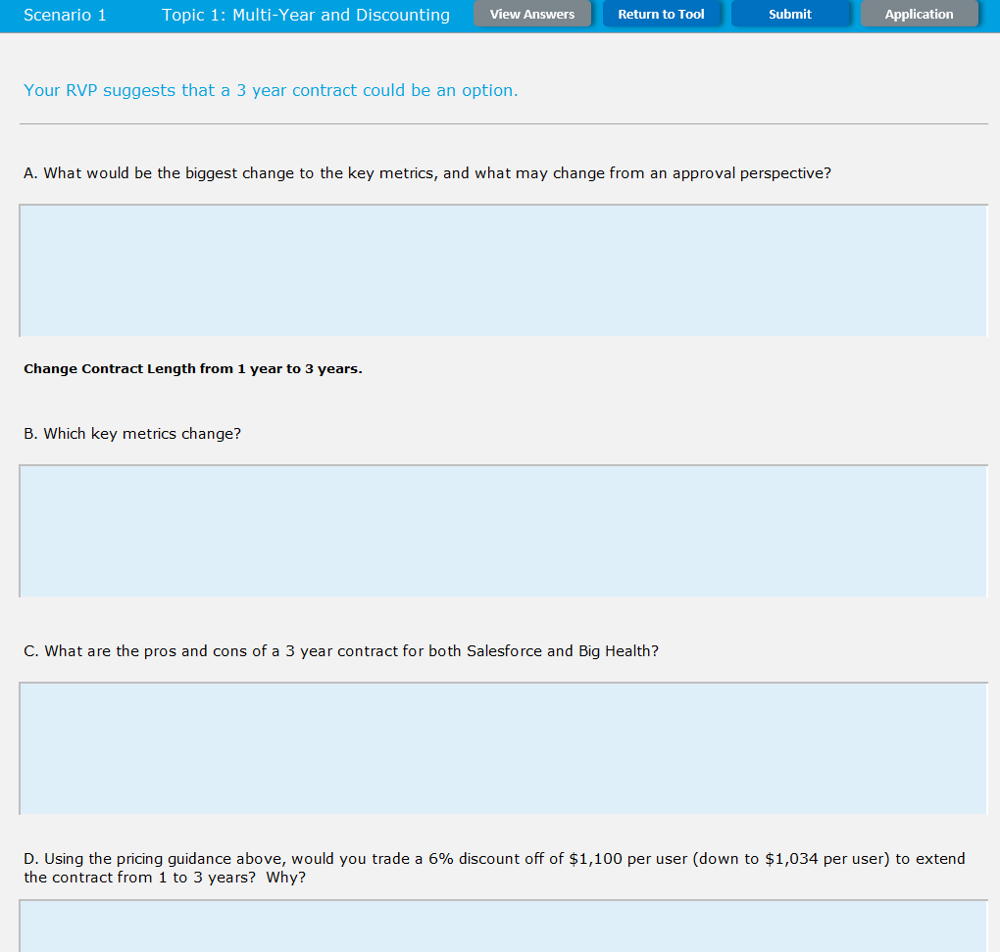 Scenario 1 Topic 1: Multi-Year and Discounting View Answers Return to Tool Submit Application
Your RVP suggests that a 3 year contract could be an option.
A. What would be the biggest change to the key metrics, and what may change from an approval perspective?
Change Contract Length from 1 year to 3 years.
B. Which key metrics change?
C. What are the pros and cons of a 3 year contract for both Salesforce and Big Health?
D. Using the pricing guidance above, would you trade a 6% discount off of $1,100 per user (down to $1,034 per user) to extend
the contract from 1 to 3 years?  Why?